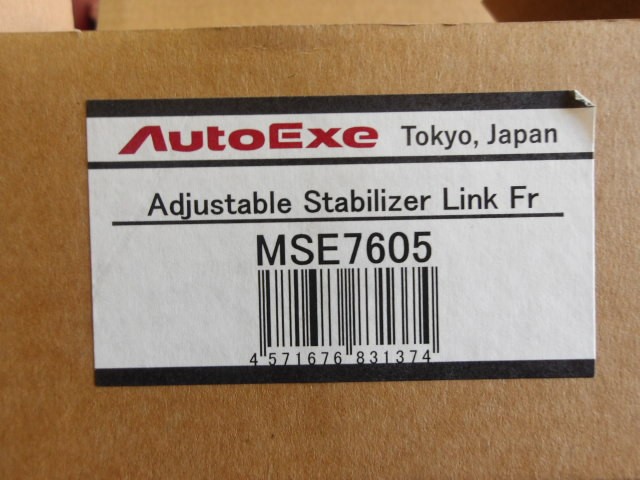 AutoExe Tokyo, Japan
Adjustable Stabilizer Link Fr
MSE7605
4 571676 831374